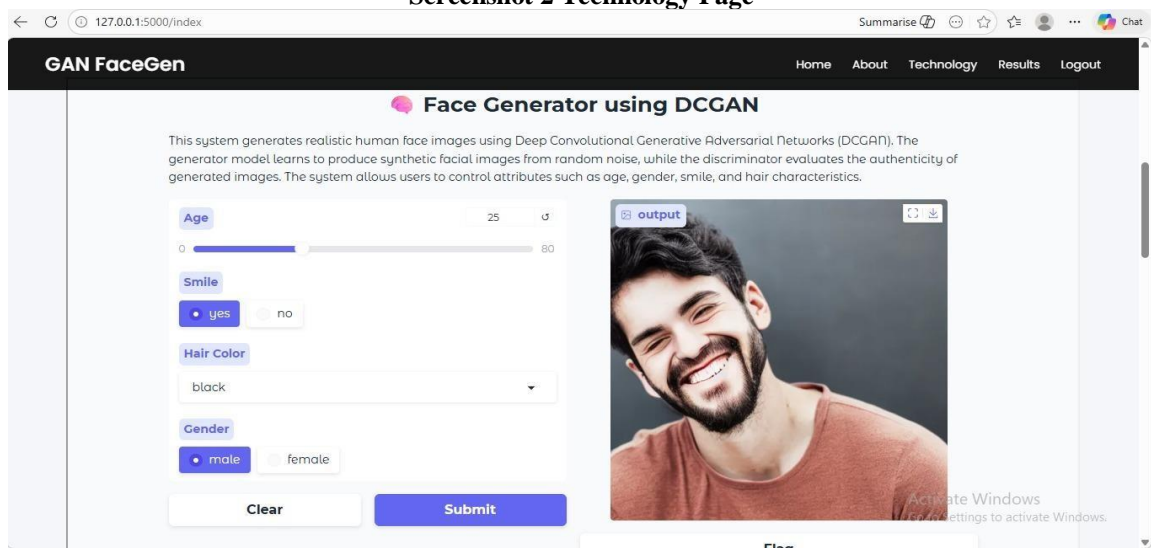 Screenshot 2 Technology Page
127.0.0.1:5000/index
Summarise
Chat
GAN FaceGen
Home About Technology Results Logout
Face Generator using DCGAN
This system generates realistic human face images using Deep Convolutional Generative Adversarial Networks (DCGAN). The
generator model learns to produce synthetic facial images from random noise, while the discriminator evaluates the authenticity of
generated images. The system allows users to control attributes such as age, gender, smile, and hair characteristics.
Age 25
0 80
Smile
yes no
Hair Color
black
Gender
male female
Clear Submit
output
Activate Windows
Go to Settings to activate Windows.